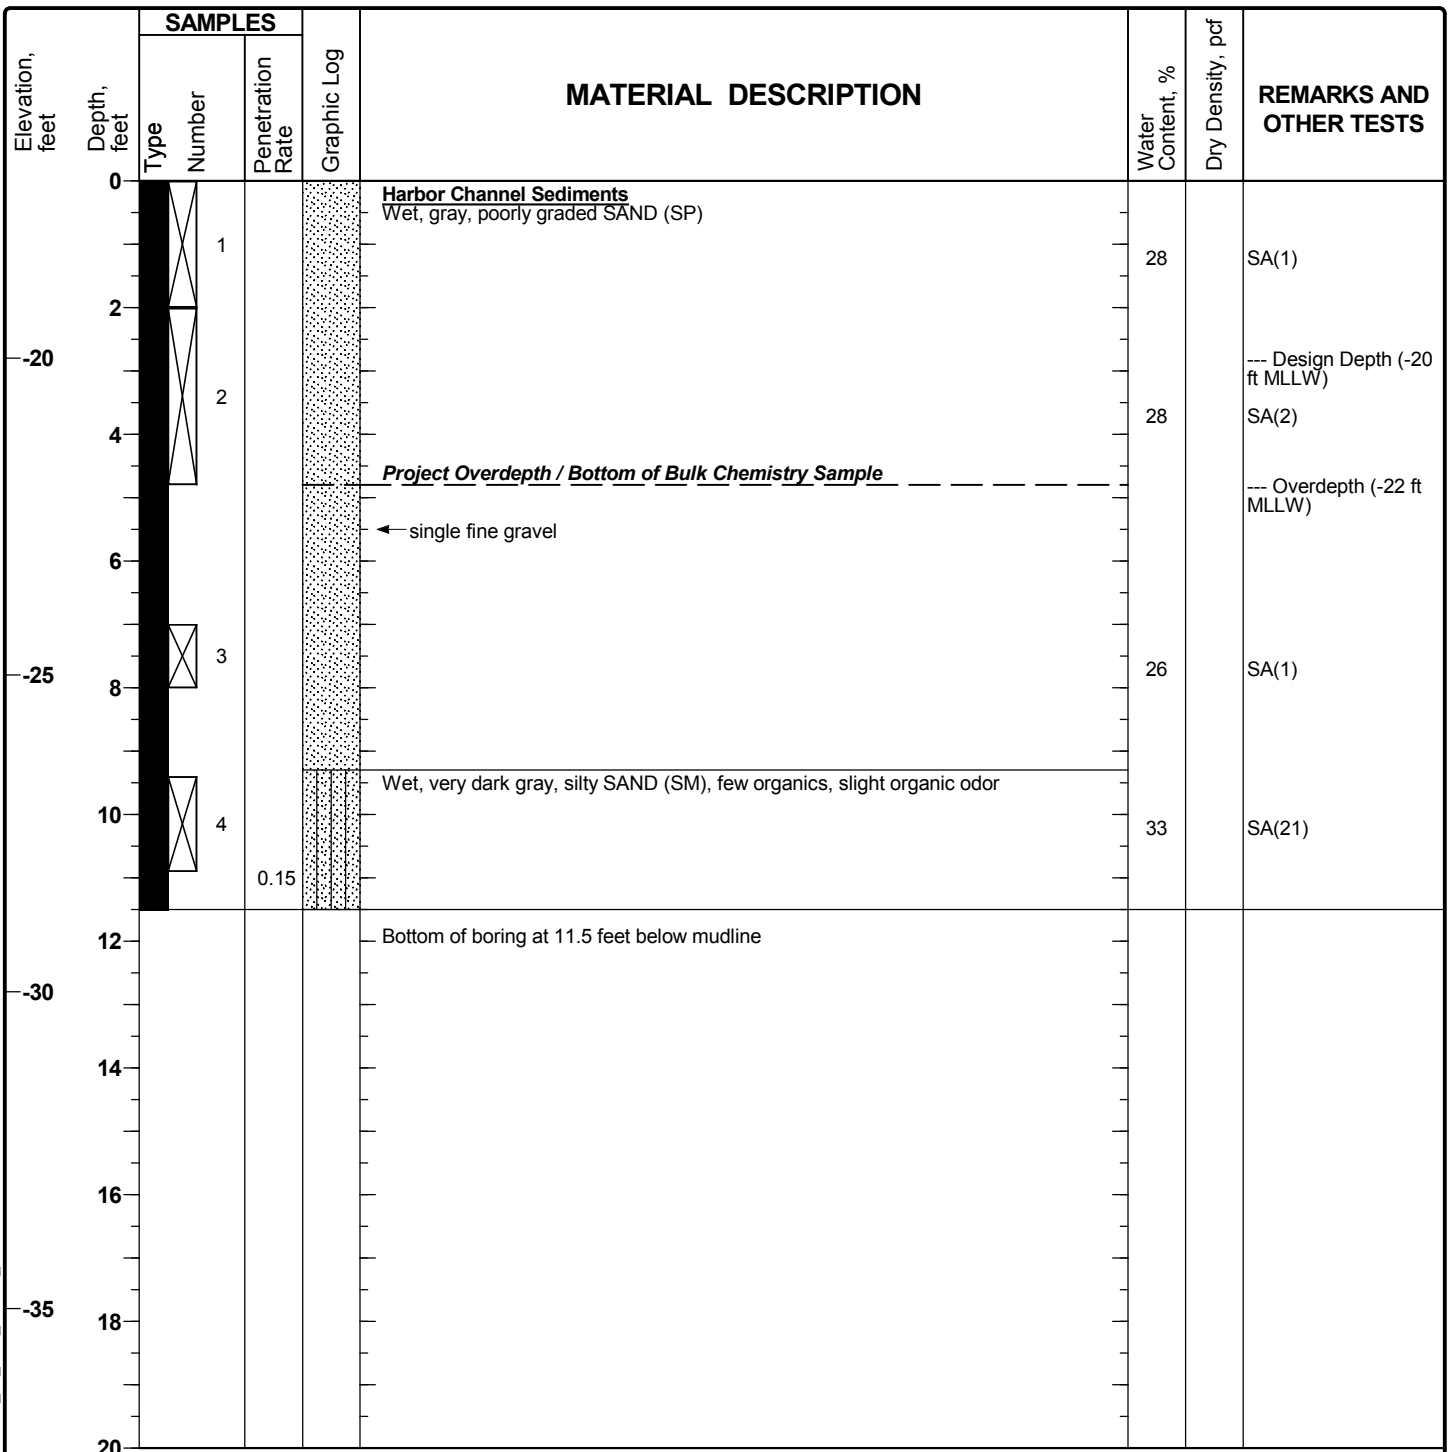 SAMPLES
Elevation,
feet
Depth,
feet
Type
Number
Penetration
Rate
Graphic Log
MATERIAL DESCRIPTION
Water
Content, %
Dry Density, pcf
REMARKS AND
OTHER TESTS
0
Harbor Channel Sediments
Wet, gray, poorly graded SAND (SP)
1
28
SA(1)
2
-20
--- Design Depth (-20
ft MLLW)
2
28
SA(2)
4
Project Overdepth / Bottom of Bulk Chemistry Sample
--- Overdepth (-22 ft
MLLW)
single fine gravel
6
3
26
SA(1)
-25
8
Wet, very dark gray, silty SAND (SM), few organics, slight organic odor
10
4
33
SA(21)
0.15
12
Bottom of boring at 11.5 feet below mudline
-30
14
16
-35
18
20